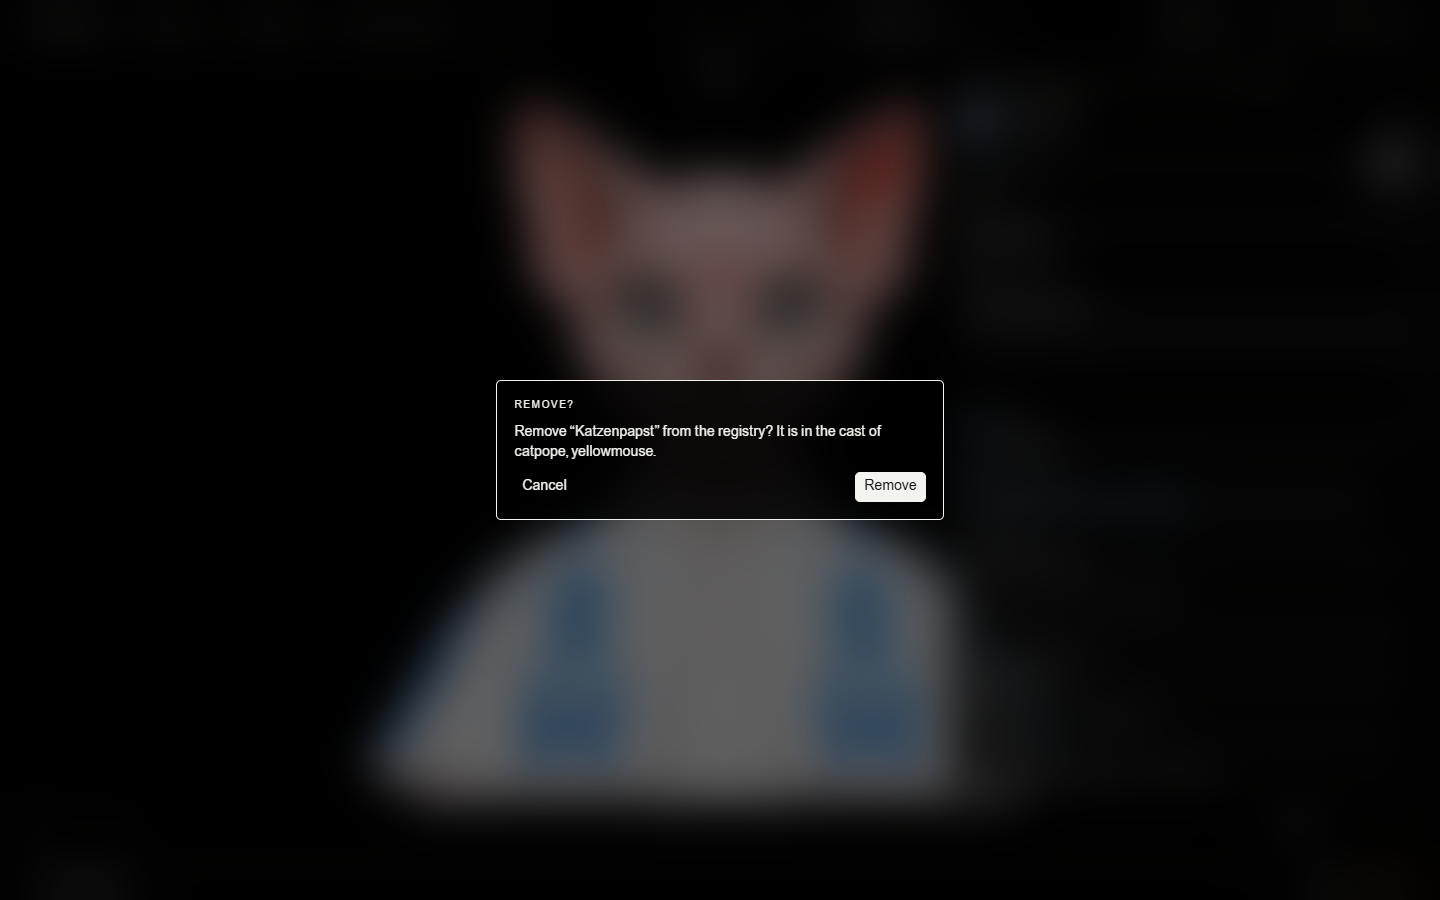 REMOVE?
Remove “Katzenpapst” from the registry? It is in the cast of
catpope, yellowmouse.
Cancel
Remove